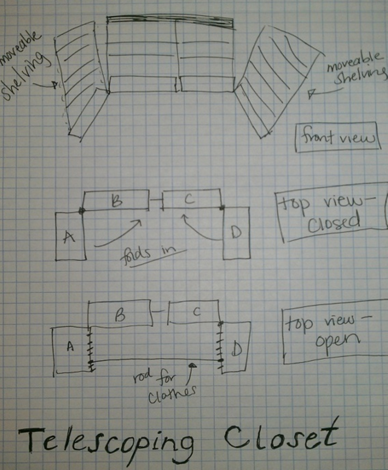 moveable
shelving
moveable
shelving
front view
B
C
A
D
folds in
top view-
Closed
B
C
A
D
rod for
clothes
top view-
open
Telescoping Closet